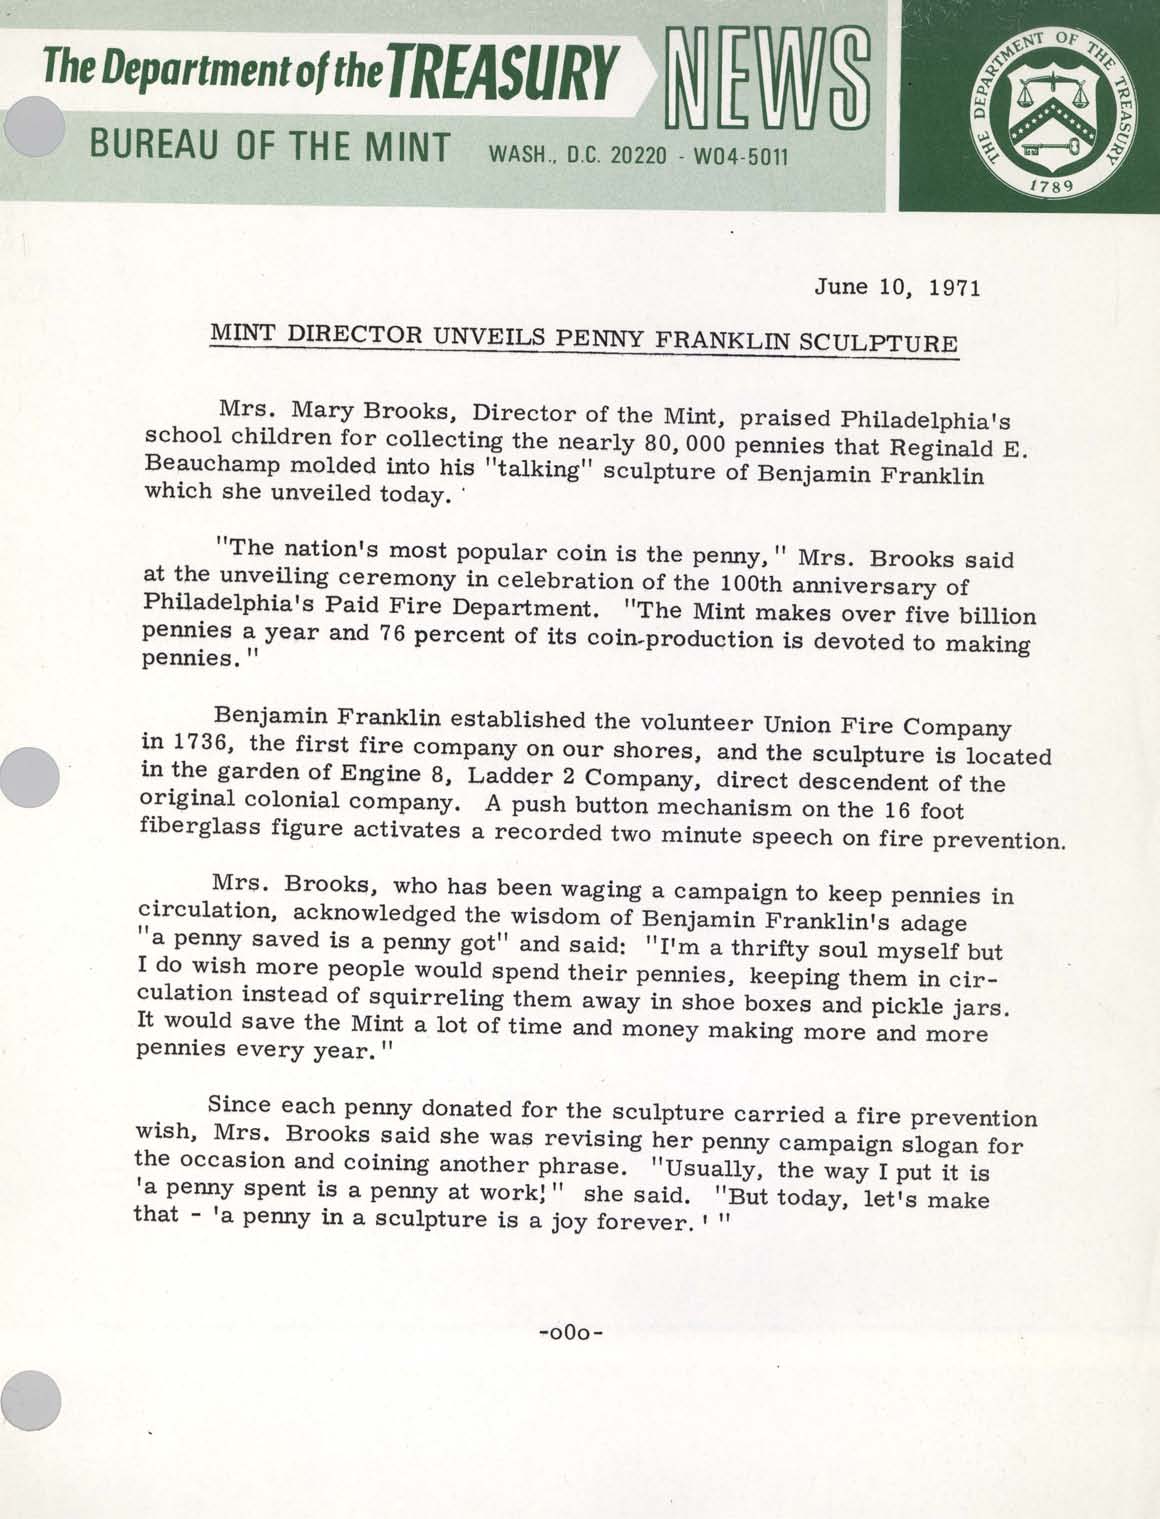 The Department of the TREASURY NEWS
BUREAU OF THE MINT WASH., D.C. 20220 - WO4-5011
THE DEPARTMENT OF THE TREASURY
1789
June 10, 1971
MINT DIRECTOR UNVEILS PENNY FRANKLIN SCULPTURE
Mrs. Mary Brooks, Director of the Mint, praised Philadelphia's
school children for collecting the nearly 80,000 pennies that Reginald E.
Beauchamp molded into his "talking" sculpture of Benjamin Franklin
which she unveiled today.
"The nation's most popular coin is the penny," Mrs. Brooks said
at the unveiling ceremony in celebration of the 100th anniversary of
Philadelphia's Paid Fire Department. "The Mint makes over five billion
pennies a year and 76 percent of its coin-production is devoted to making
pennies."
Benjamin Franklin established the volunteer Union Fire Company
in 1736, the first fire company on our shores, and the sculpture is located
in the garden of Engine 8, Ladder 2 Company, direct descendent of the
original colonial company. A push button mechanism on the 16 foot
fiberglass figure activates a recorded two minute speech on fire prevention.
Mrs. Brooks, who has been waging a campaign to keep pennies in
circulation, acknowledged the wisdom of Benjamin Franklin's adage
"a penny saved is a penny got" and said: "I'm a thrifty soul myself but
I do wish more people would spend their pennies, keeping them in cir-
culation instead of squirreling them away in shoe boxes and pickle jars.
It would save the Mint a lot of time and money making more and more
pennies every year."
Since each penny donated for the sculpture carried a fire prevention
wish, Mrs. Brooks said she was revising her penny campaign slogan for
the occasion and coining another phrase. "Usually, the way I put it is
'a penny spent is a penny at work,'" she said. "But today, let's make
that - 'a penny in a sculpture is a joy forever.' "
-o0o-